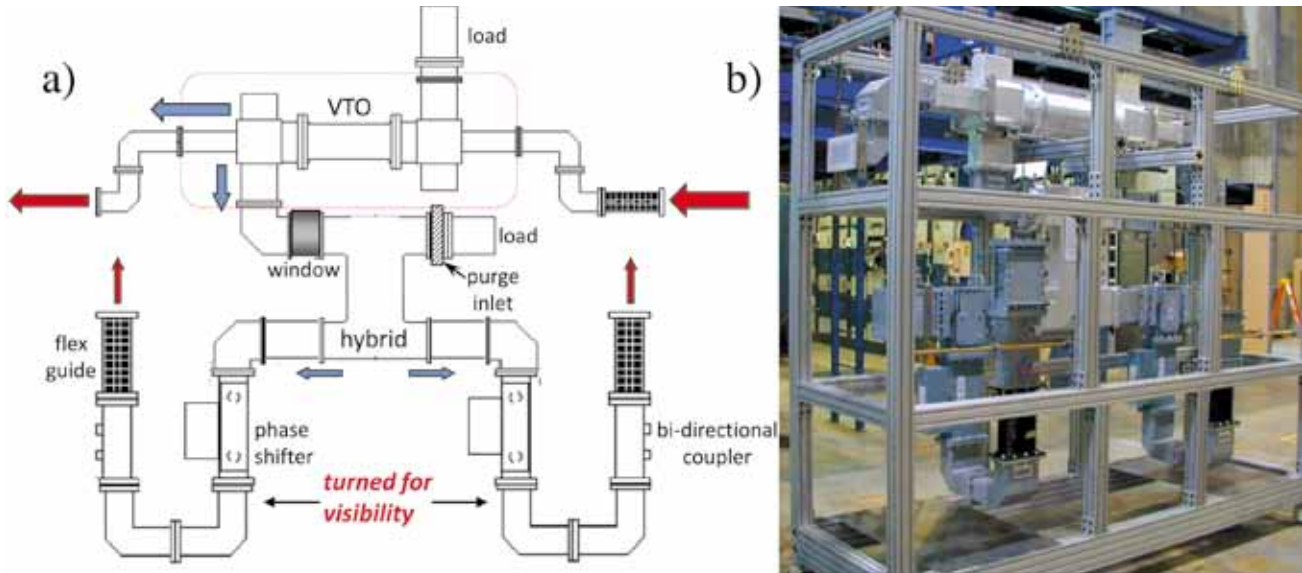 a)
load
b)
VTO
window
load
purge
inlet
flex
guide
hybrid
phase
shifter
bi-directional
coupler
turned for
visibility